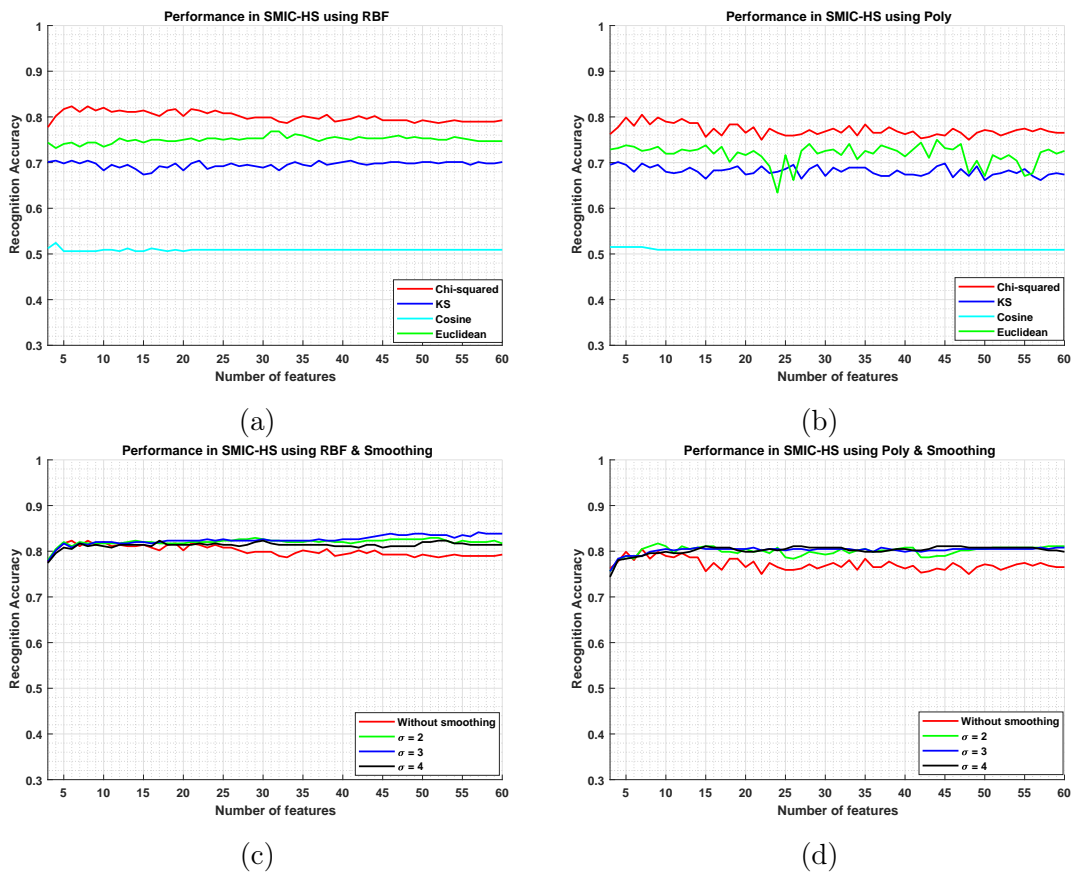 Performance in SMIC-HS using RBF
Recognition Accuracy
1
0.9
0.8
0.7
0.6
0.5
0.4
0.3
5 10 15 20 25 30 35 40 45 50 55 60
Number of features
Chi-squared
KS
Cosine
Euclidean
(a)
Performance in SMIC-HS using Poly
Recognition Accuracy
1
0.9
0.8
0.7
0.6
0.5
0.4
0.3
5 10 15 20 25 30 35 40 45 50 55 60
Number of features
Chi-squared
KS
Cosine
Euclidean
(b)
Performance in SMIC-HS using RBF & Smoothing
Recognition Accuracy
1
0.9
0.8
0.7
0.6
0.5
0.4
0.3
5 10 15 20 25 30 35 40 45 50 55 60
Number of features
Without smoothing
σ = 2
σ = 3
σ = 4
(c)
Performance in SMIC-HS using Poly & Smoothing
Recognition Accuracy
1
0.9
0.8
0.7
0.6
0.5
0.4
0.3
5 10 15 20 25 30 35 40 45 50 55 60
Number of features
Without smoothing
σ = 2
σ = 3
σ = 4
(d)